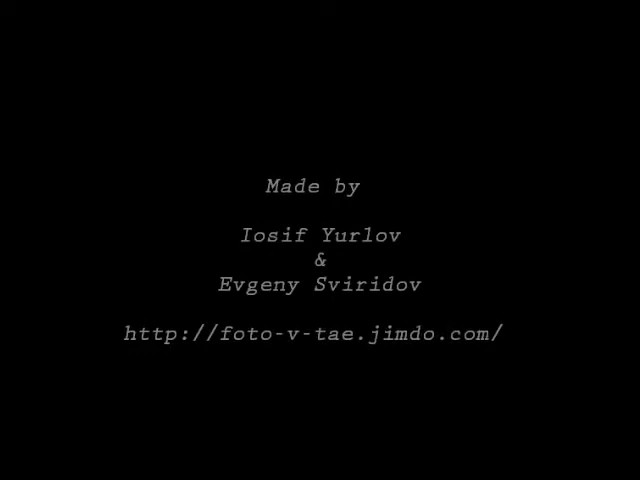 Made by
Iosif Yurlov
&
Evgeny Sviridov
http://foto-v-tae.jimdo.com/